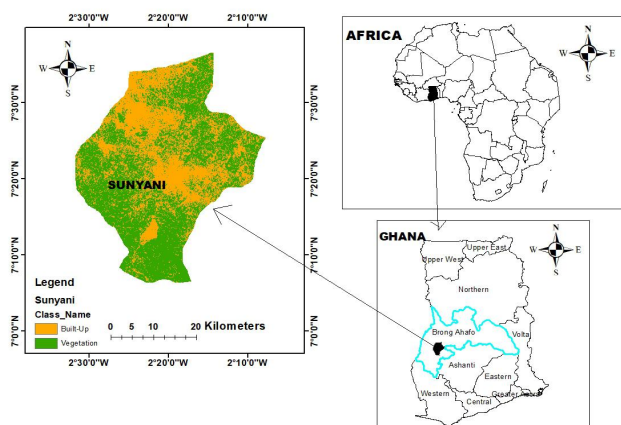 2°30'0"W 2°20'0"W 2°10'0"W
N
W E
S
7°30'0"N
7°20'0"N
7°10'0"N
7°0'0"N
7°30'0"N
7°20'0"N
7°10'0"N
7°0'0"N
SUNYANI
Legend
Sunyani
Class_Name
Built-Up
Vegetation
0 5 10 20 Kilometers
2°30'0"W 2°20'0"W 2°10'0"W
AFRICA
N
W E
S
GHANA
N
W E
S
Upper East
Upper West
Northern
Brong Ahafo
Volta
Ashanti
Eastern
Western
Central
Greater Accra